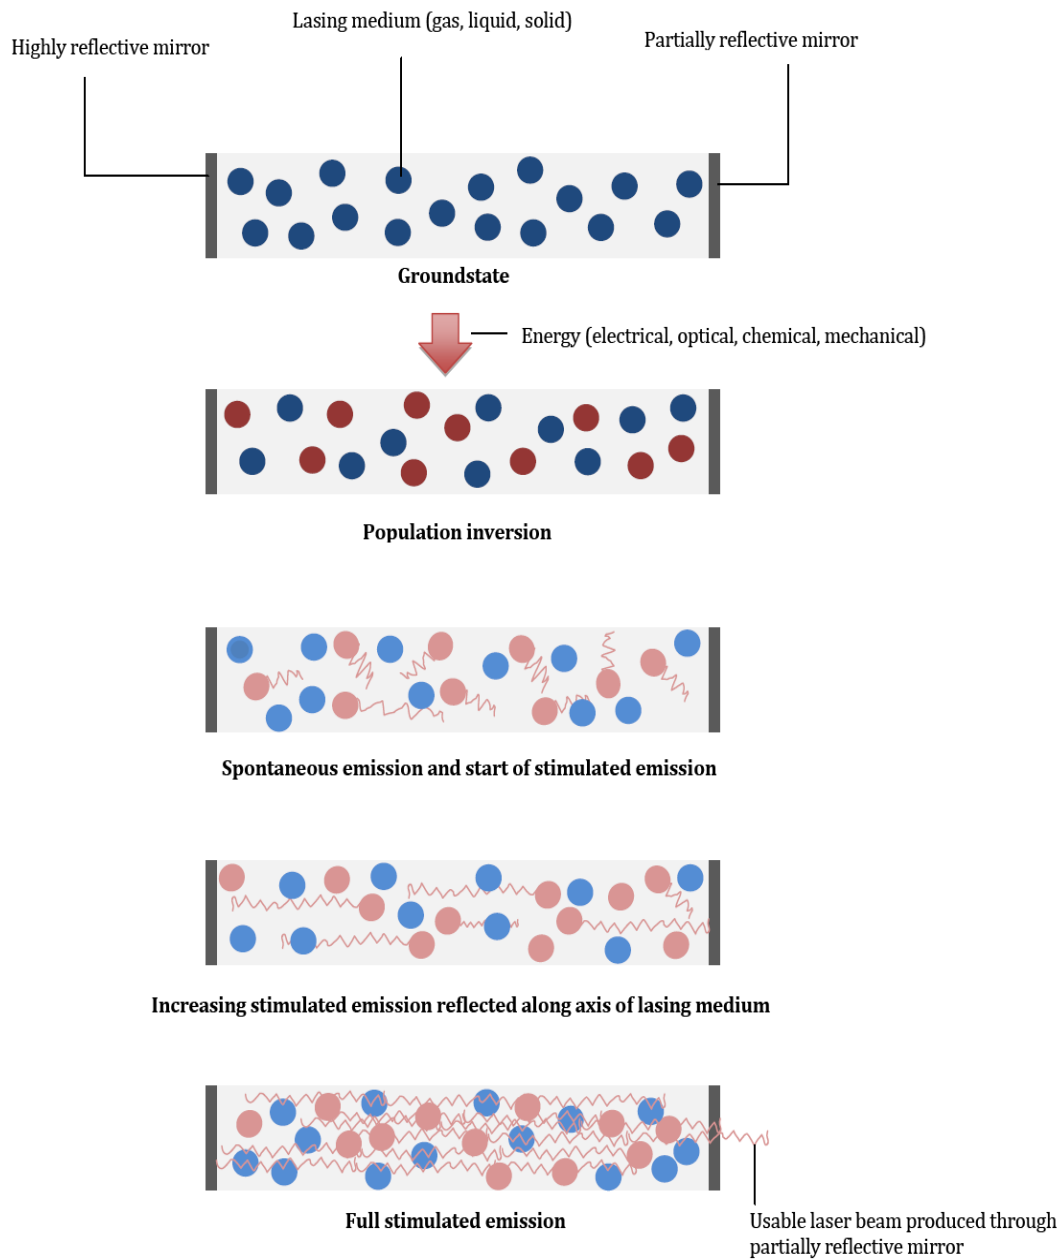 Lasing medium (gas, liquid, solid)
Highly reflective mirror
Partially reflective mirror
Groundstate
Energy (electrical, optical, chemical, mechanical)
Population inversion
Spontaneous emission and start of stimulated emission
Increasing stimulated emission reflected along axis of lasing medium
Full stimulated emission
Usable laser beam produced through
partially reflective mirror